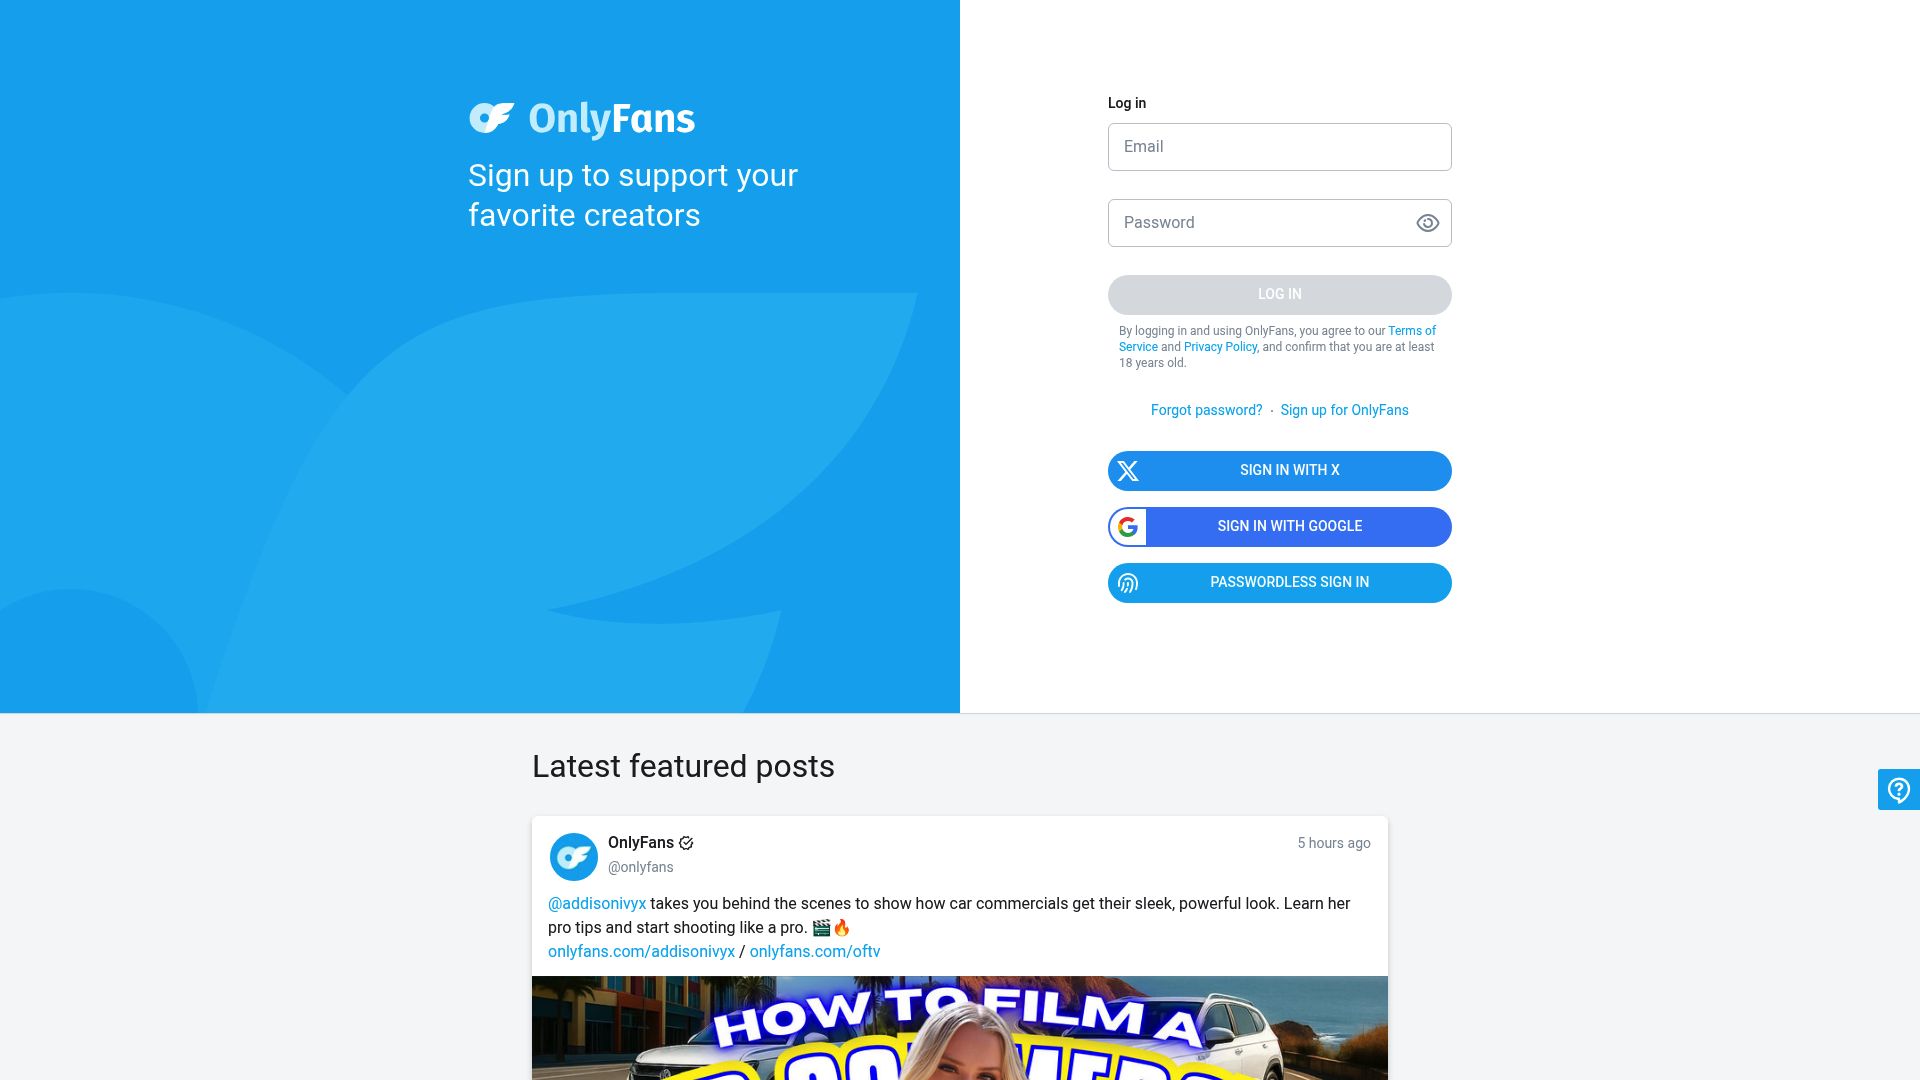 OnlyFans
Sign up to support your
favorite creators
Log in
Email
Password
LOG IN
By logging in and using OnlyFans, you agree to our Terms of
Service and Privacy Policy, and confirm that you are at least
18 years old.
Forgot password? · Sign up for OnlyFans
SIGN IN WITH X
SIGN IN WITH GOOGLE
PASSWORDLESS SIGN IN
Latest featured posts
OnlyFans
5 hours ago
@onlyfans
@addisonivyx takes you behind the scenes to show how car commercials get their sleek, powerful look. Learn her
pro tips and start shooting like a pro. 🎬🔥
onlyfans.com/addisonivyx / onlyfans.com/oftv
HOW TO FILM A